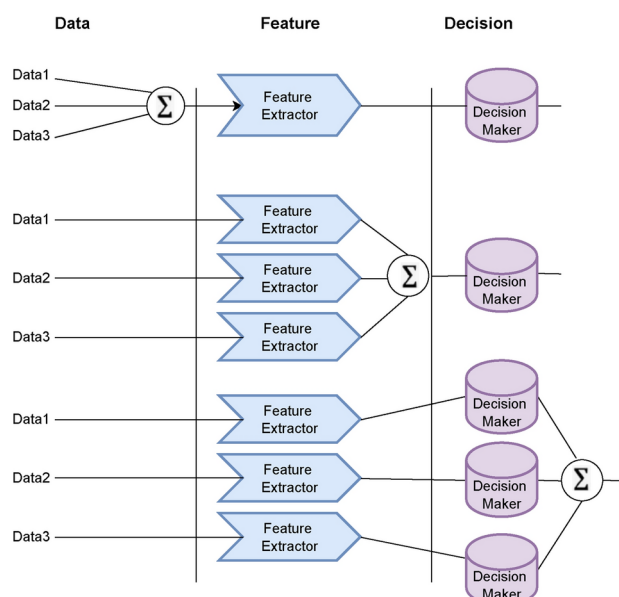 Data Feature Decision
Data1
Data2
Data3
Σ
Feature
Extractor
Decision
Maker
Data1
Data2
Data3
Feature
Extractor
Feature
Extractor
Feature
Extractor
Σ
Decision
Maker
Data1
Data2
Data3
Feature
Extractor
Feature
Extractor
Feature
Extractor
Decision
Maker
Decision
Maker
Decision
Maker
Σ